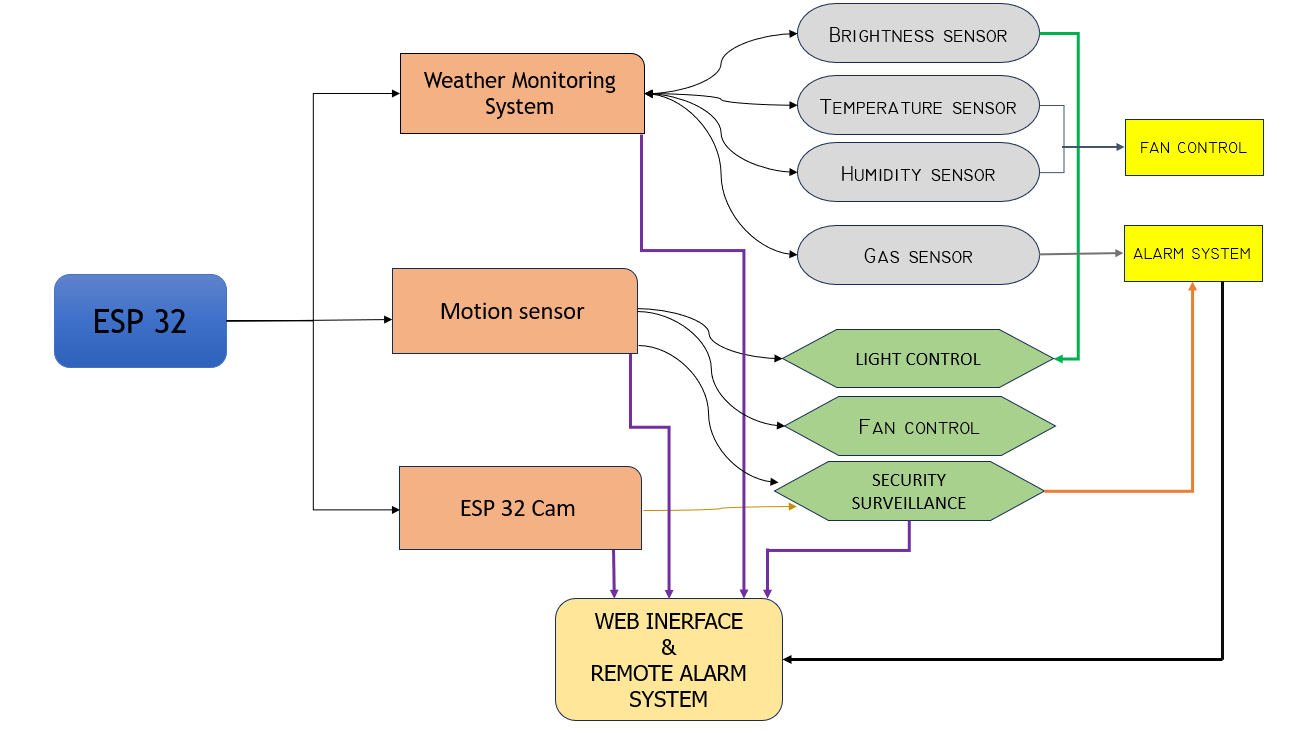 BRIGHTNESS SENSOR
Weather Monitoring
System
TEMPERATURE SENSOR
FAN CONTROL
HUMIDITY SENSOR
GAS SENSOR
ALARM SYSTEM
ESP 32
Motion sensor
LIGHT CONTROL
FAN CONTROL
SECURITY
SURVEILLANCE
ESP 32 Cam
WEB INERFACE
&
REMOTE ALARM
SYSTEM